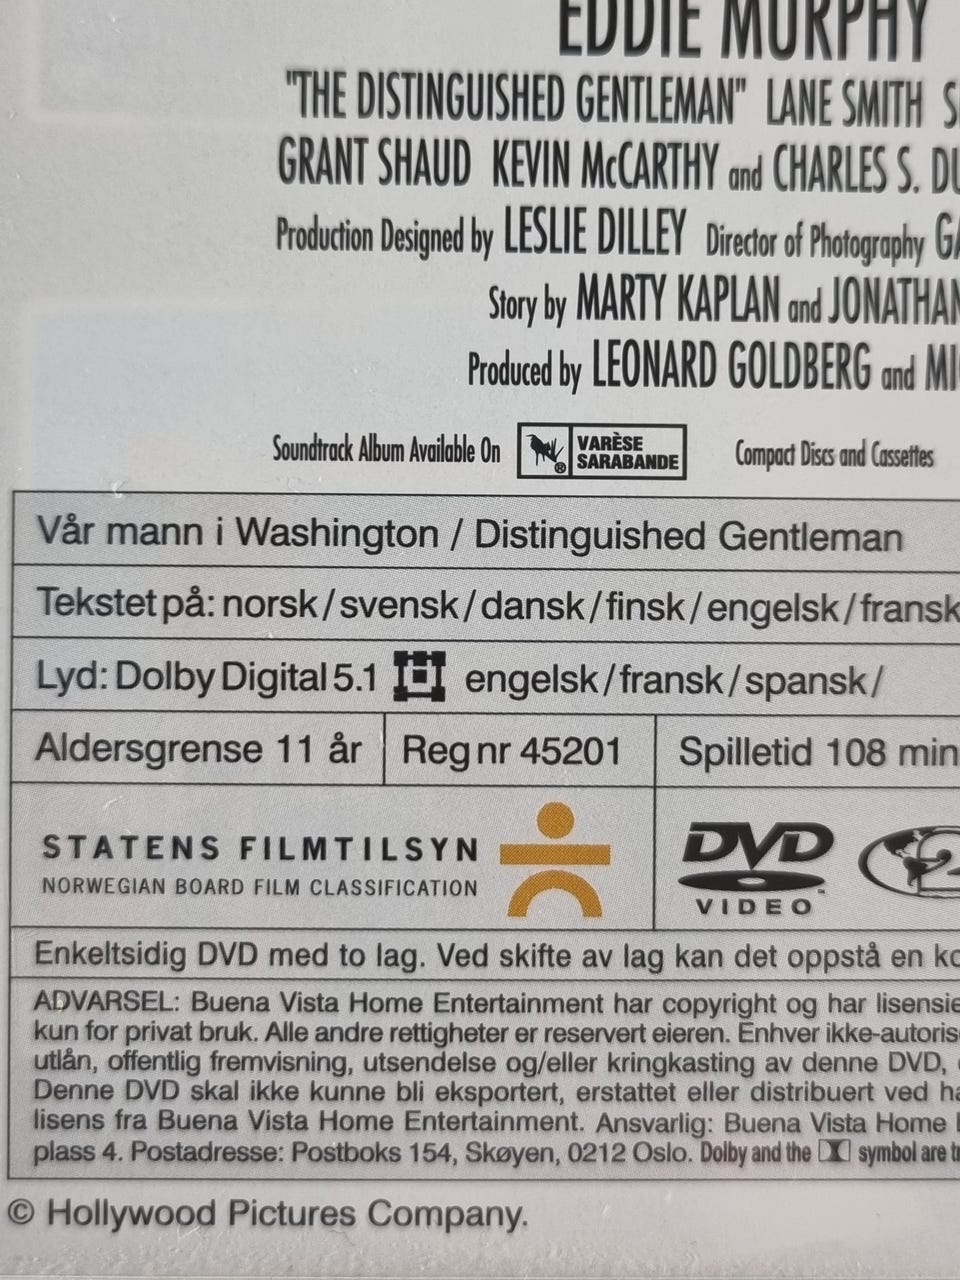 EDDIE MURPHY
"THE DISTINGUISHED GENTLEMAN" LANE SMITH
GRANT SHAUD KEVIN McCARTHY and CHARLES S.
Production Designed by LESLIE DILLEY Director of Photography
Story by MARTY KAPLAN and JONATHAN
Produced by LEONARD GOLDBERG and
Soundtrack Album Available On VARÈSE SARABANDE ® Compact Discs and Cassettes
Vår mann i Washington / Distinguished Gentleman
Tekstet på: norsk/svensk/dansk/finsk/engelsk/fransk
Lyd: Dolby Digital 5.1 engelsk/fransk/spansk/
Aldersgrense 11 år Reg nr 45201 Spilletid 108 min
STATENS FILMTILSYN
NORWEGIAN BOARD FILM CLASSIFICATION
DVD VIDEO ™ 2
Enkeltsidig DVD med to lag. Ved skifte av lag kan det oppstå en
ADVARSEL: Buena Vista Home Entertainment har copyright og har
kun for privat bruk. Alle andre rettigheter er reservert eieren. Enhver
utlån, offentlig fremvisning, utsendelse og/eller kringkasting av denne DVD,
Denne DVD skal ikke kunne bli eksportert, erstattet eller distribuert ved
lisens fra Buena Vista Home Entertainment. Ansvarlig: Buena Vista Home
plass 4. Postadresse: Postboks 154, Skøyen, 0212 Oslo. Dolby and the symbol are
© Hollywood Pictures Company.